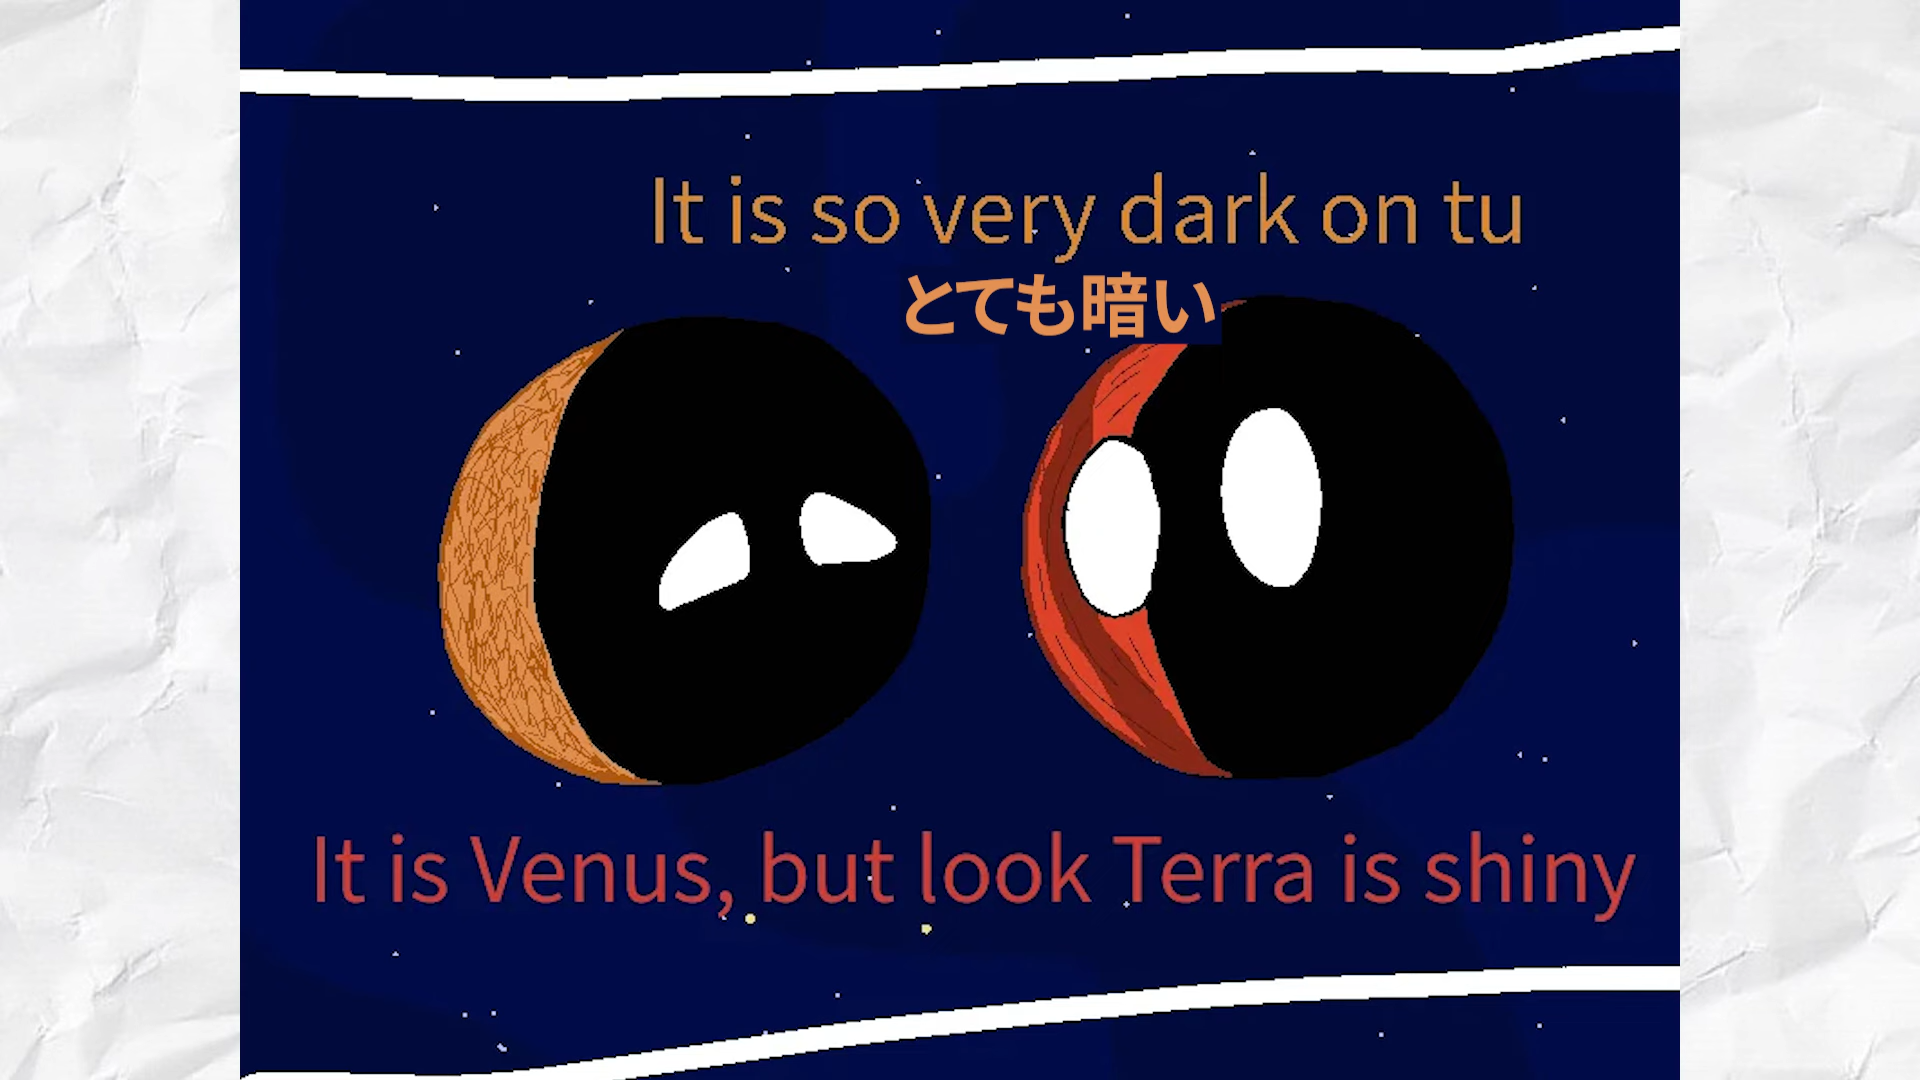 It is so very dark on tu
とても暗い
It is Venus, but look Terra is shiny